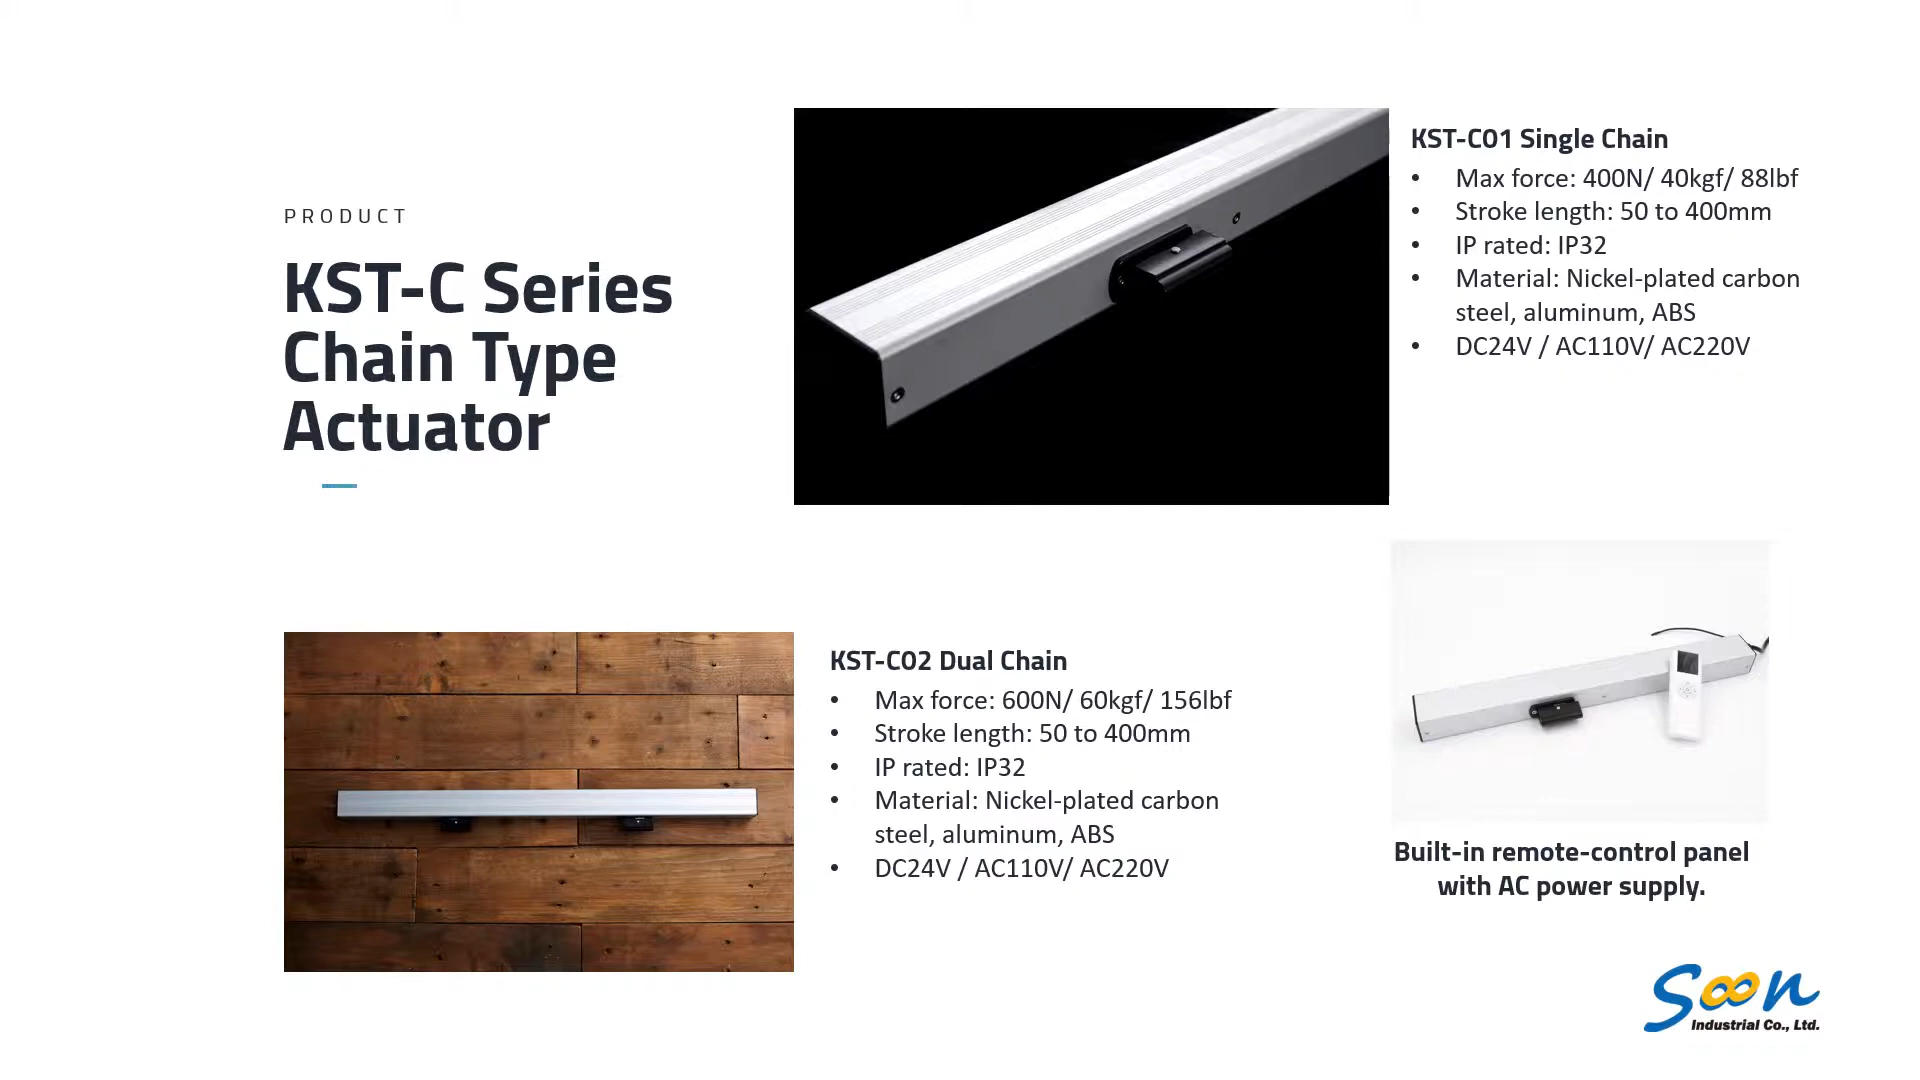 PRODUCT
KST-C Series
Chain Type
Actuator
KST-C01 Single Chain
• Max force: 400N/ 40kgf/ 88lbf
• Stroke length: 50 to 400mm
• IP rated: IP32
• Material: Nickel-plated carbon
steel, aluminum, ABS
• DC24V / AC110V/ AC220V
KST-C02 Dual Chain
• Max force: 600N/ 60kgf/ 156lbf
• Stroke length: 50 to 400mm
• IP rated: IP32
• Material: Nickel-plated carbon
steel, aluminum, ABS
• DC24V / AC110V/ AC220V
Built-in remote-control panel
with AC power supply.
Soon
Industrial Co., Ltd.